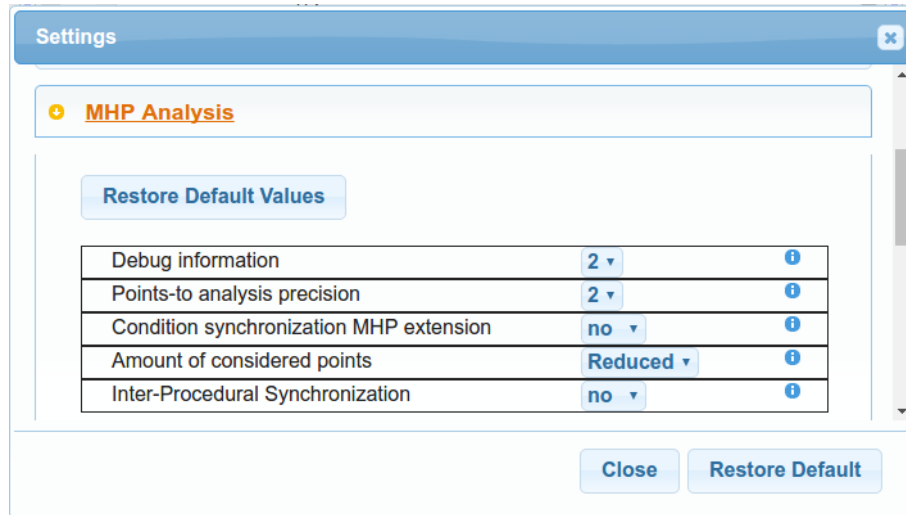 Settings
MHP Analysis
Restore Default Values
Debug information 2
Points-to analysis precision 2
Condition synchronization MHP extension no
Amount of considered points Reduced
Inter-Procedural Synchronization no
Close Restore Default